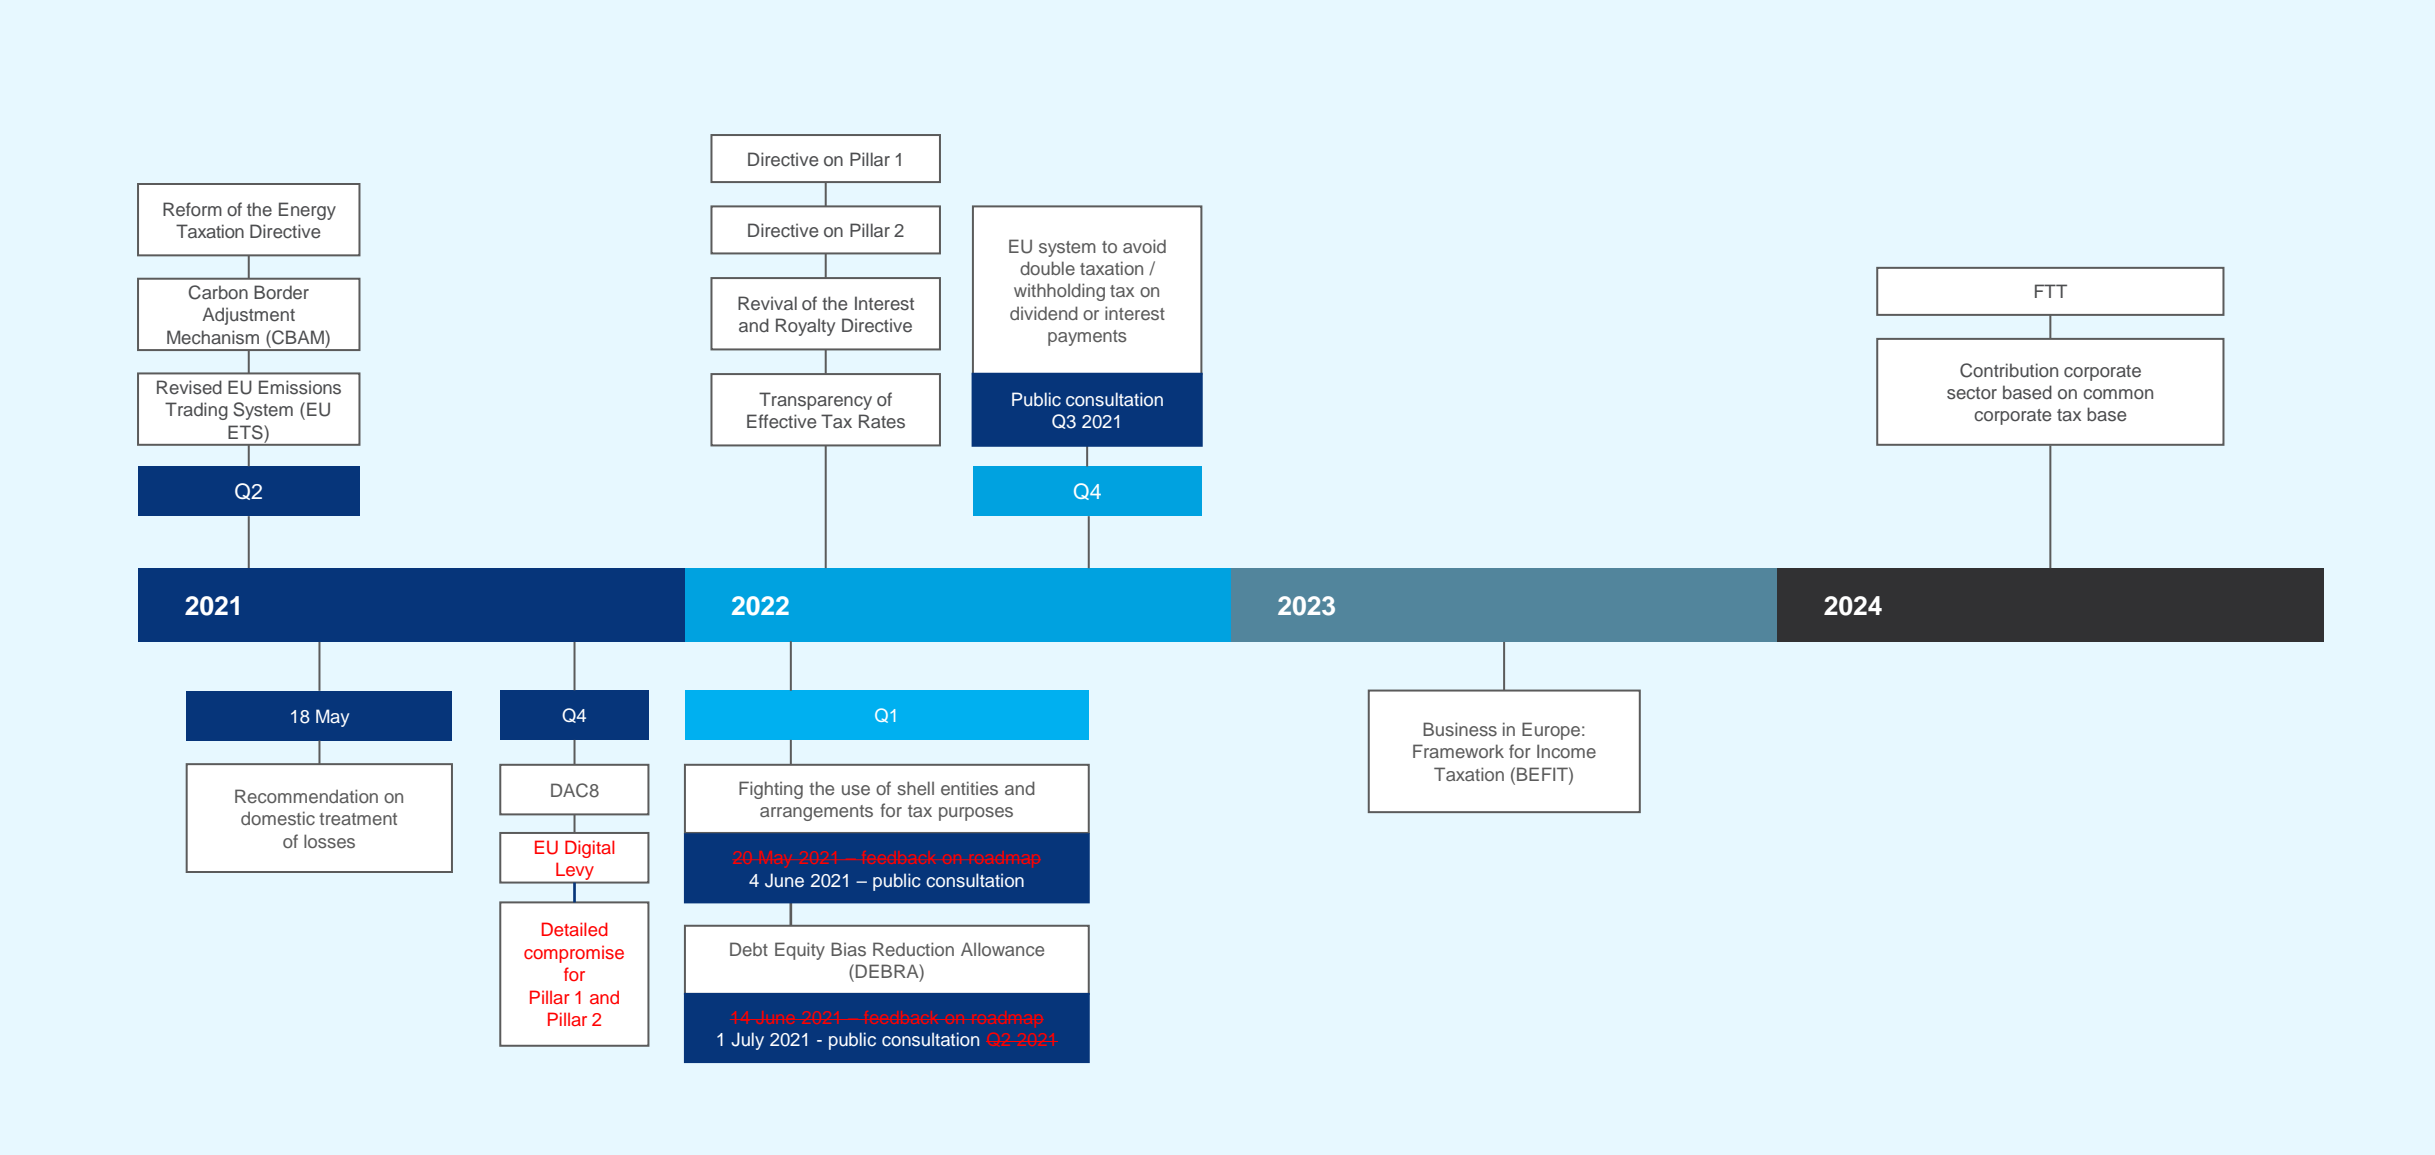 Reform of the Energy
Taxation Directive
Carbon Border
Adjustment
Mechanism (CBAM)
Revised EU Emissions
Trading System (EU
ETS)
Q2
Directive on Pillar 1
Directive on Pillar 2
Revival of the Interest
and Royalty Directive
Transparency of
Effective Tax Rates
EU system to avoid
double taxation /
withholding tax on
dividend or interest
payments
Public consultation
Q3 2021
Q4
FTT
Contribution corporate
sector based on common
corporate tax base
2021
2022
2023
2024
18 May
Recommendation on
domestic treatment
of losses
Q4
DAC8
EU Digital
Levy
Detailed
compromise
for
Pillar 1 and
Pillar 2
Q1
Fighting the use of shell entities and
arrangements for tax purposes
20 May 2021 – feedback on roadmap
4 June 2021 – public consultation
Debt Equity Bias Reduction Allowance
(DEBRA)
14 June 2021 – feedback on roadmap
1 July 2021 - public consultation Q2 2021
Business in Europe:
Framework for Income
Taxation (BEFIT)